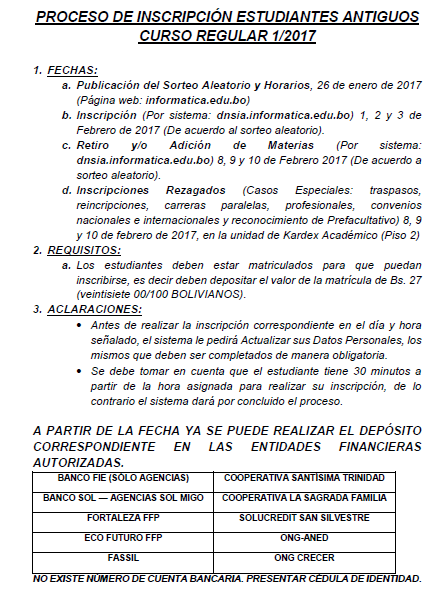 PROCESO DE INSCRIPCIÓN ESTUDIANTES ANTIGUOS
CURSO REGULAR 1/2017
1. FECHAS:
a. Publicación del Sorteo Aleatorio y Horarios, 26 de enero de 2017
(Página web: informatica.edu.bo)
b. Inscripción (Por sistema: dnsia.informatica.edu.bo) 1, 2 y 3 de
Febrero de 2017 (De acuerdo al sorteo aleatorio).
c. Retiro y/o Adición de Materias (Por sistema:
dnsia.informatica.edu.bo) 8, 9 y 10 de Febrero 2017 (De acuerdo a
sorteo aleatorio).
d. Inscripciones Rezagados (Casos Especiales: traspasos,
reincripciones, carreras paralelas, profesionales, convenios
nacionales e internacionales y reconocimiento de Prefacultativo) 8, 9
y 10 de febrero de 2017, en la unidad de Kardex Académico (Piso 2)
2. REQUISITOS:
a. Los estudiantes deben estar matriculados para que puedan
inscribirse, es decir deben depositar el valor de la matrícula de Bs. 27
(veintisiete 00/100 BOLIVIANOS).
3. ACLARACIONES:
• Antes de realizar la inscripción correspondiente en el día y hora
señalado, el sistema le pedirá Actualizar sus Datos Personales, los
mismos que deben ser completados de manera obligatoria.
• Se debe tomar en cuenta que el estudiante tiene 30 minutos a
partir de la hora asignada para realizar su inscripción, de lo
contrario el sistema dará por concluido el proceso.
A PARTIR DE LA FECHA YA SE PUEDE REALIZAR EL DEPÓSITO
CORRESPONDIENTE EN LAS ENTIDADES FINANCIERAS
AUTORIZADAS.
BANCO FIE (SÓLO AGENCIAS) COOPERATIVA SANTÍSIMA TRINIDAD
BANCO SOL — AGENCIAS SOL MIGO COOPERATIVA LA SAGRADA FAMILIA
FORTALEZA FFP SOLUCREDIT SAN SILVESTRE
ECO FUTURO FFP ONG-ANED
FASSIL ONG CRECER
NO EXISTE NÚMERO DE CUENTA BANCARIA. PRESENTAR CÉDULA DE IDENTIDAD.